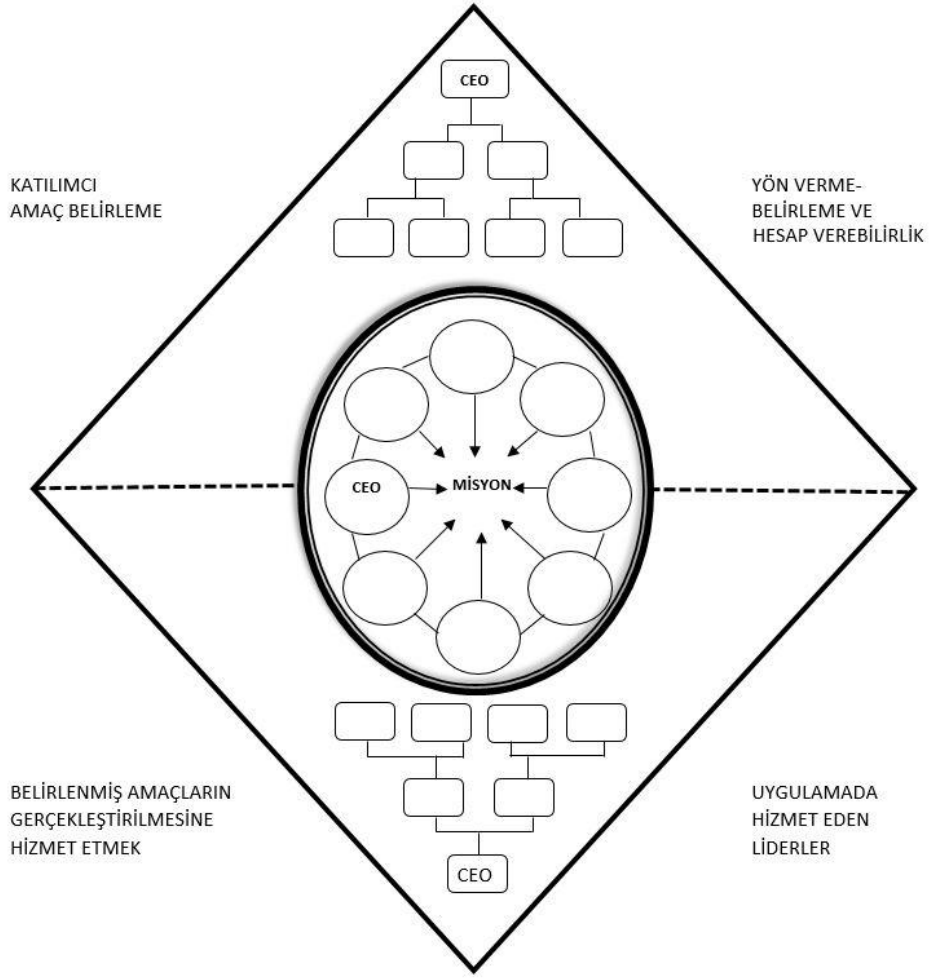 CEO
KATILIMCI
AMAÇ BELİRLEME
YÖN VERME-
BELİRLEME VE
HESAP VEREBİLİRLİK
CEO
MİSYON
BELİRLENMİŞ AMAÇLARIN
GERÇEKLEŞTİRİLMESİNE
HİZMET ETMEK
UYGULAMADA
HİZMET EDEN
LİDERLER
CEO